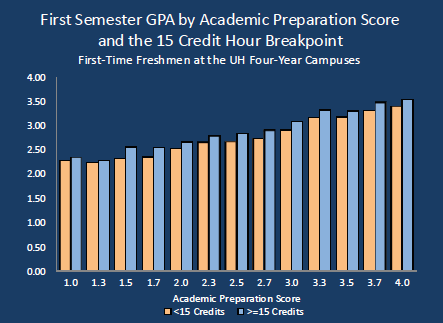 First Semester GPA by Academic Preparation Score
and the 15 Credit Hour Breakpoint
First-Time Freshmen at the UH Four-Year Campuses
4.00
3.50
3.00
2.50
2.00
1.50
1.00
0.50
0.00
1.0 1.3 1.5 1.7 2.0 2.3 2.5 2.7 3.0 3.3 3.5 3.7 4.0
Academic Preparation Score
<15 Credits >=15 Credits